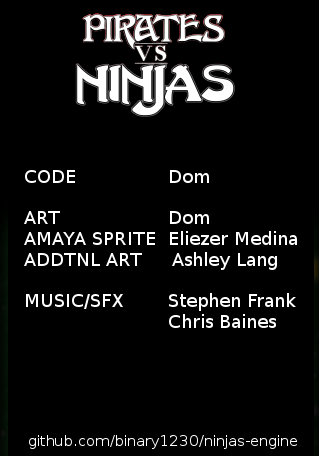 PIRATES
VS
NINJAS
CODE Dom
ART Dom
AMAYA SPRITE Eliezer Medina
ADDTNL ART Ashley Lang
MUSIC/SFX Stephen Frank
Chris Baines
github.com/binary1230/ninjas-engine